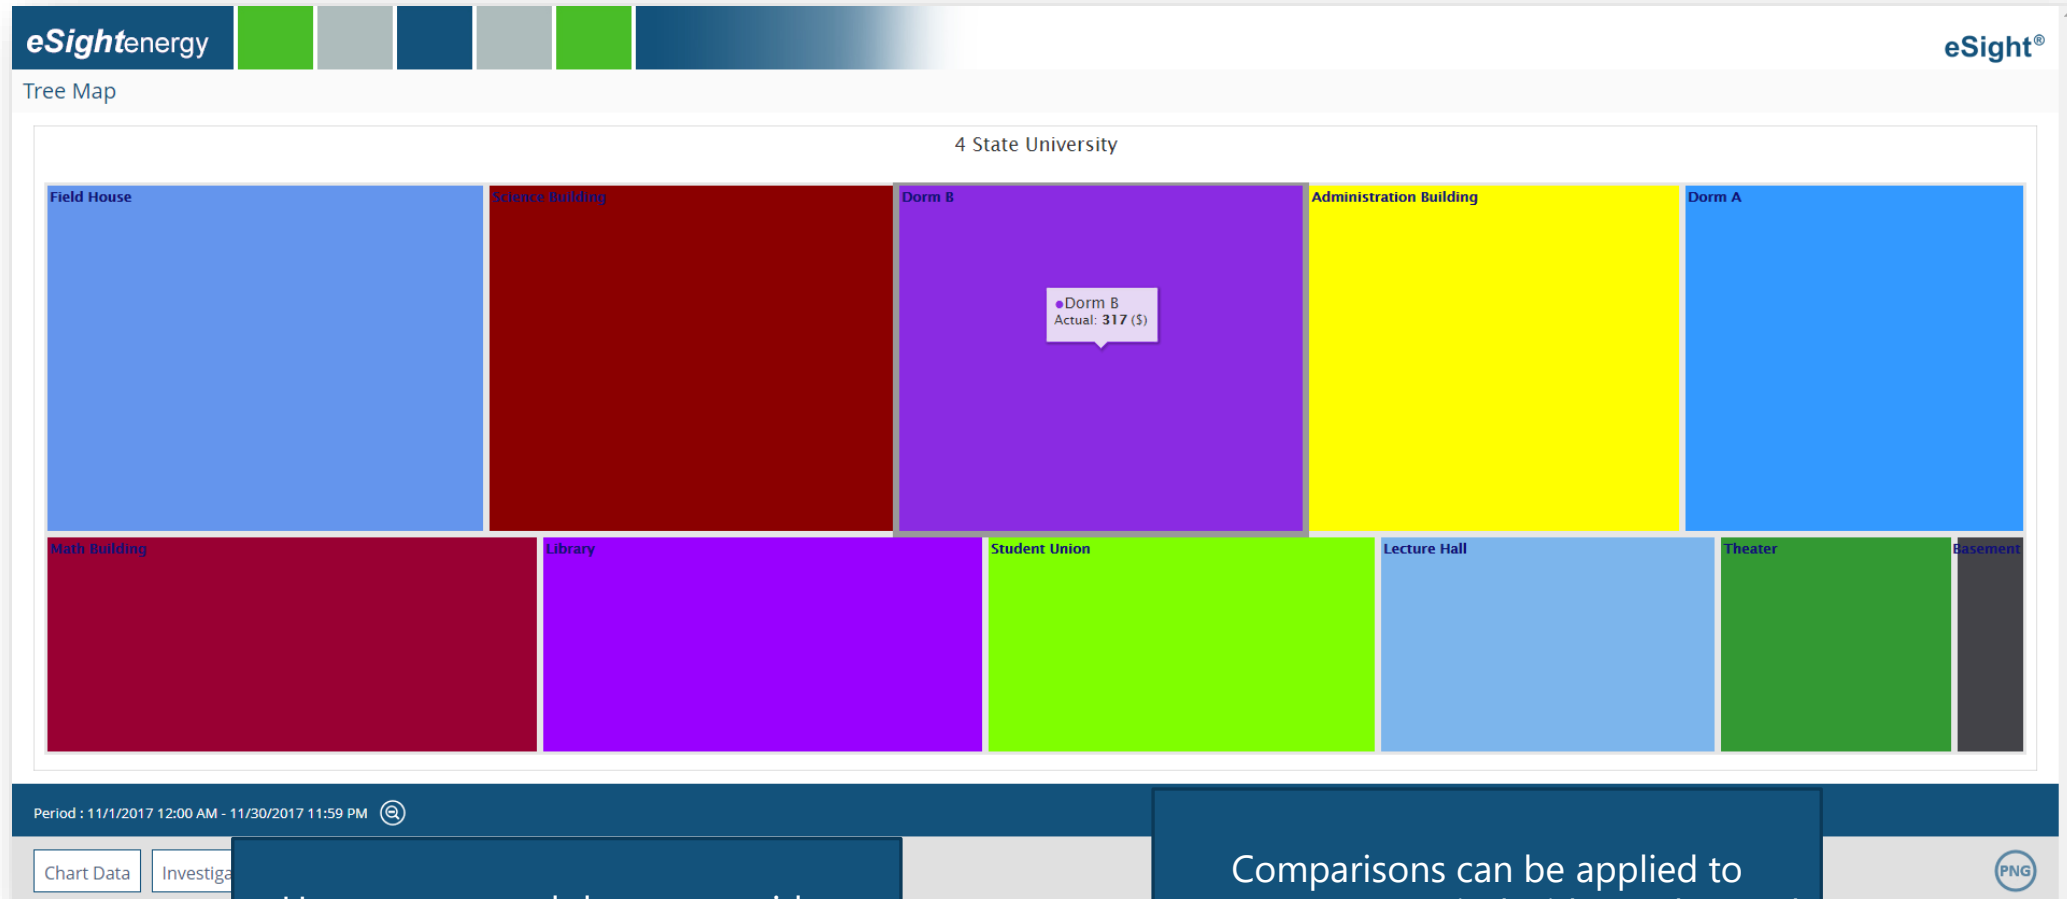 eSightenergy
eSight®
Tree Map
4 State University
Field House
Science Building
Dorm B
Administration Building
Dorm A
Dorm B
Actual: 317 ($)
Math Building
Library
Student Union
Lecture Hall
Theater
Basement
Period : 11/1/2017 12:00 AM - 11/30/2017 11:59 PM
Chart Data
Investiga
Comparisons can be applied to
PNG